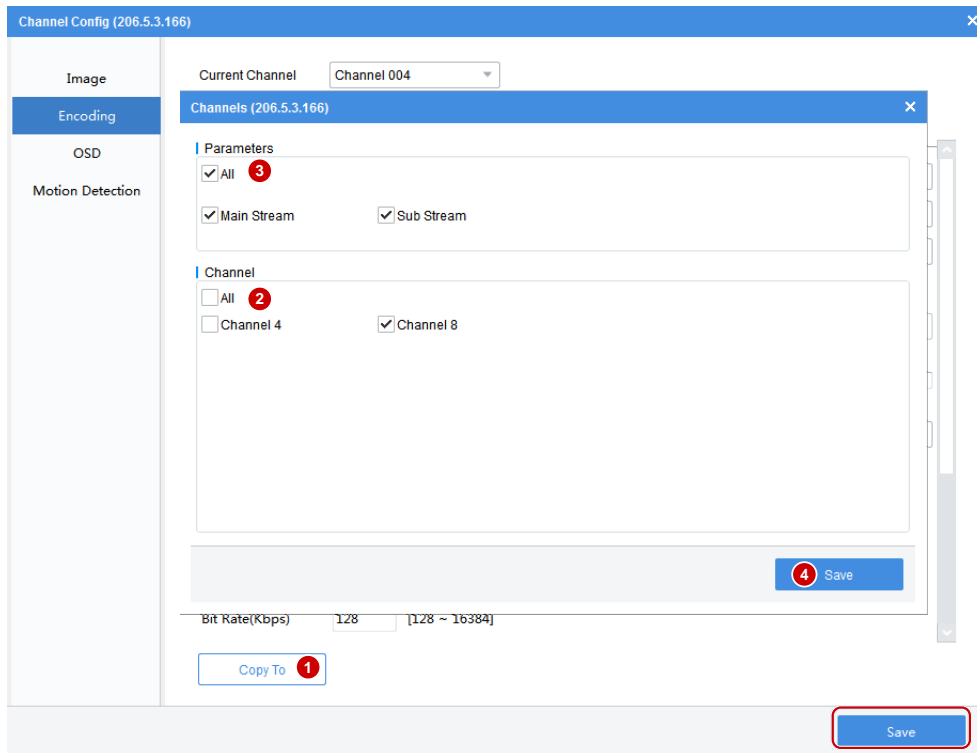 Channel Config (206.5.3.166)
Image
Current Channel Channel 004
Encoding
Channels (206.5.3.166)
OSD
Parameters
All 3
Motion Detection
Main Stream Sub Stream
Channel
All 2
Channel 4 Channel 8
4 Save
Bit Rate(Kbps) 128 [128 ~ 16384]
Copy To 1
Save